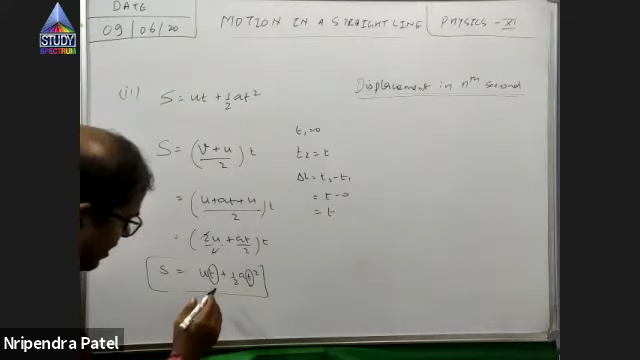 DATE
09/06/20
MOTION IN A STRAIGHT LINE
PHYSICS - XI
STUDY
SPECTRUM
(ii) S = ut + 1/2 at²
Displacement in nth second
S = (v+u/2) t
t₁=0
t₂ = t
Δt = t₂ - t₁
= t - 0
= t
= (u+at+u/2) t
= (2u/2 + at/2) t
S = ut + 1/2 at²
Nripendra Patel